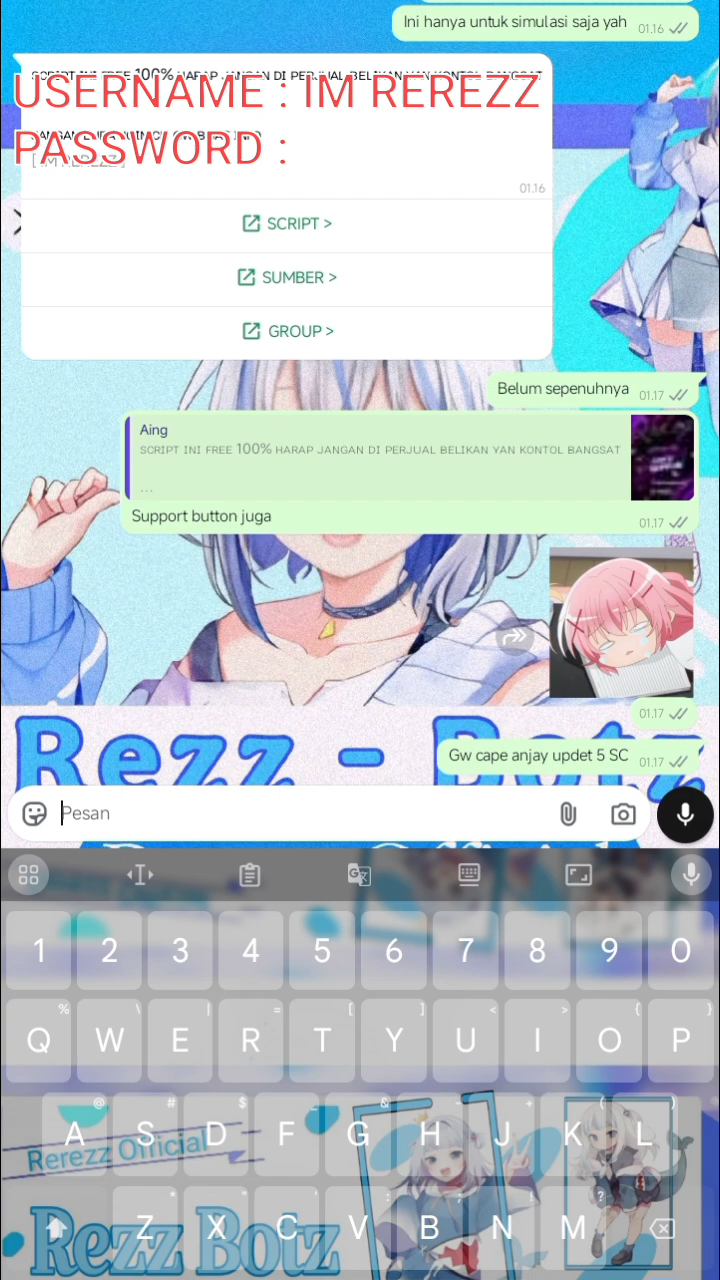 Ini hanya untuk simulasi saja yah 01.16
SCRIPT INI FREE 100% HARAP JANGAN DI PERJUAL BELIKAN YAN KONTOL BANGSAT
USERNAME : IM REREZZ
PASSWORD :
[ IM REREZZ ]
01.16
SCRIPT >
SUMBER >
GROUP >
Belum sepenuhnya 01.17
Aing
SCRIPT INI FREE 100% HARAP JANGAN DI PERJUAL BELIKAN YAN KONTOL BANGSAT
...
Support button juga 01.17
01.17
Rezz - Botz
Gw cape anjay updet 5 SC 01.17
Pesan
1 2 3 4 5 6 7 8 9 0
% \ | = [ ] < > { }
Q W E R T Y U I O P
@ # $ _ & - + ( )
A S D F G H J K L
Rerezz Official
* " ' : ; ! ?
Z X C V B N M
Rezz Botz